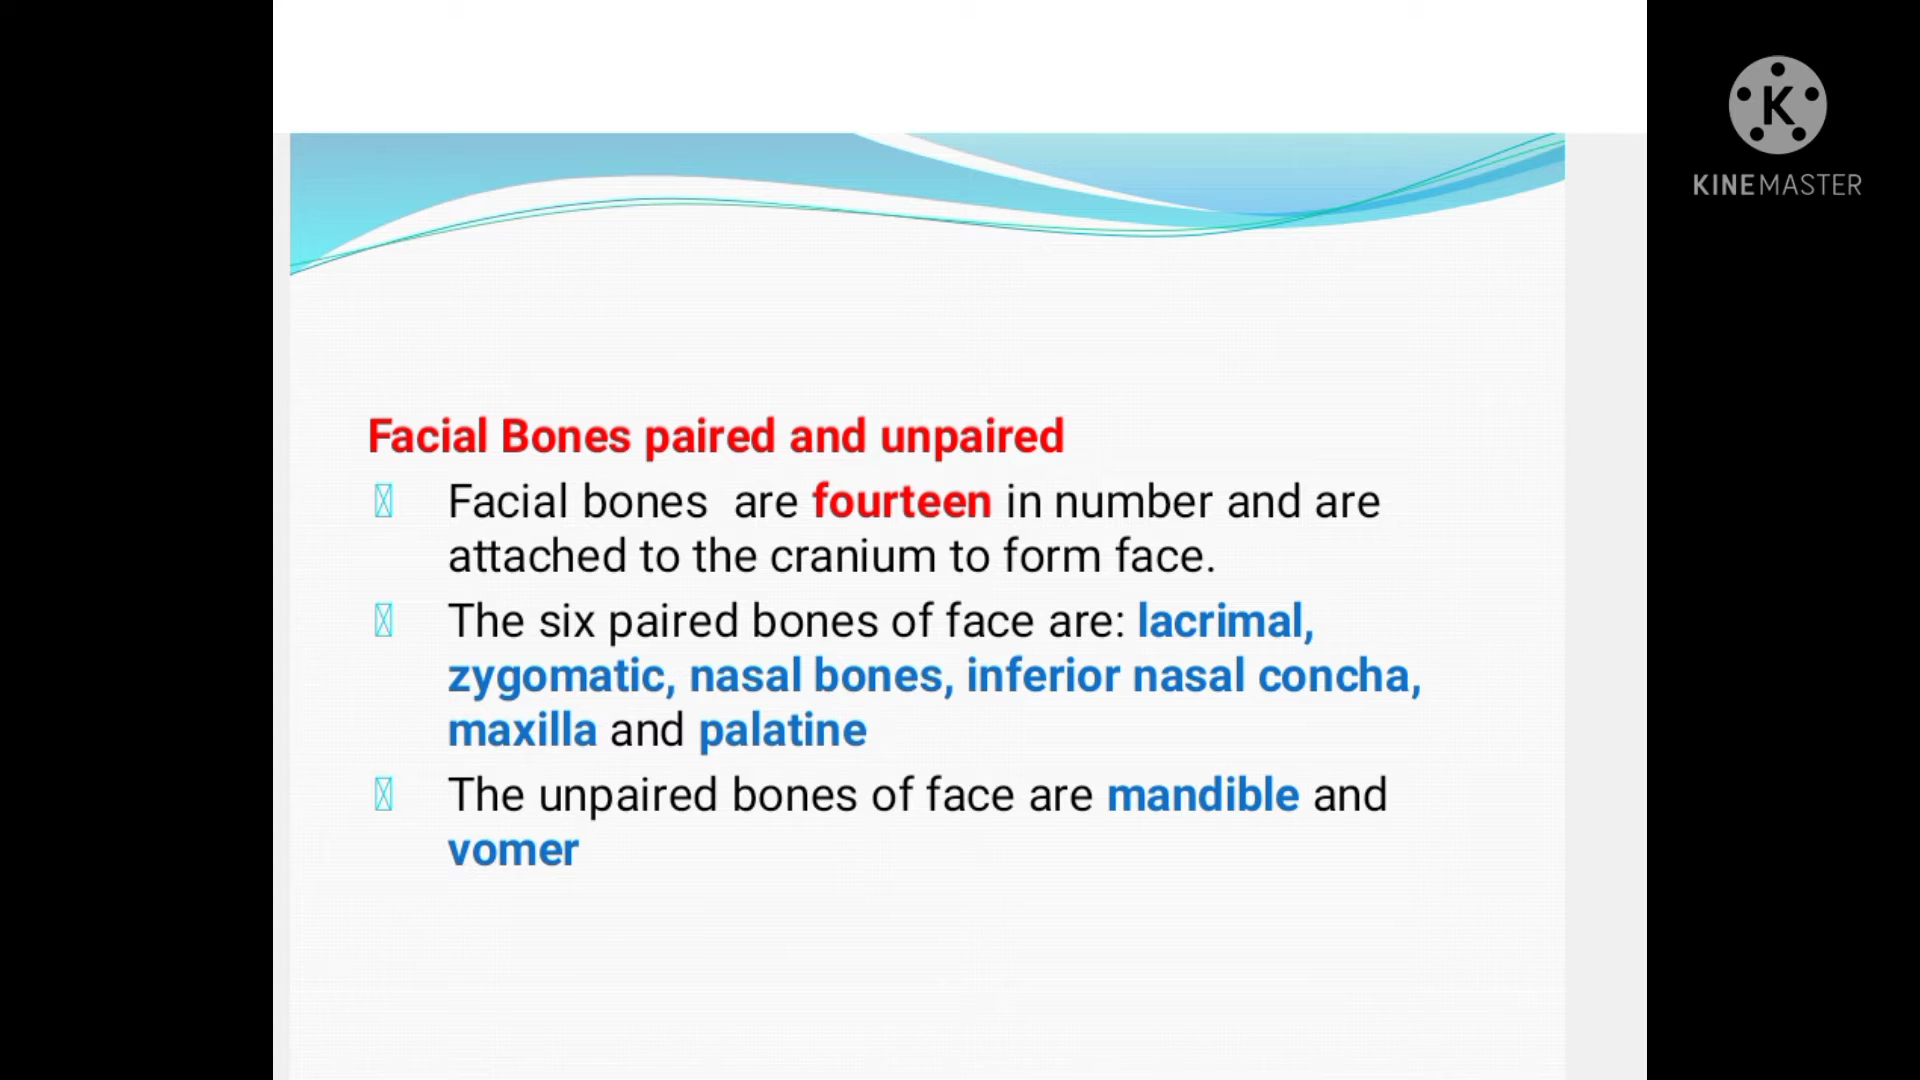 K
KINEMASTER
Facial Bones paired and unpaired
Facial bones are fourteen in number and are
attached to the cranium to form face.
The six paired bones of face are: lacrimal,
zygomatic, nasal bones, inferior nasal concha,
maxilla and palatine
The unpaired bones of face are mandible and
vomer